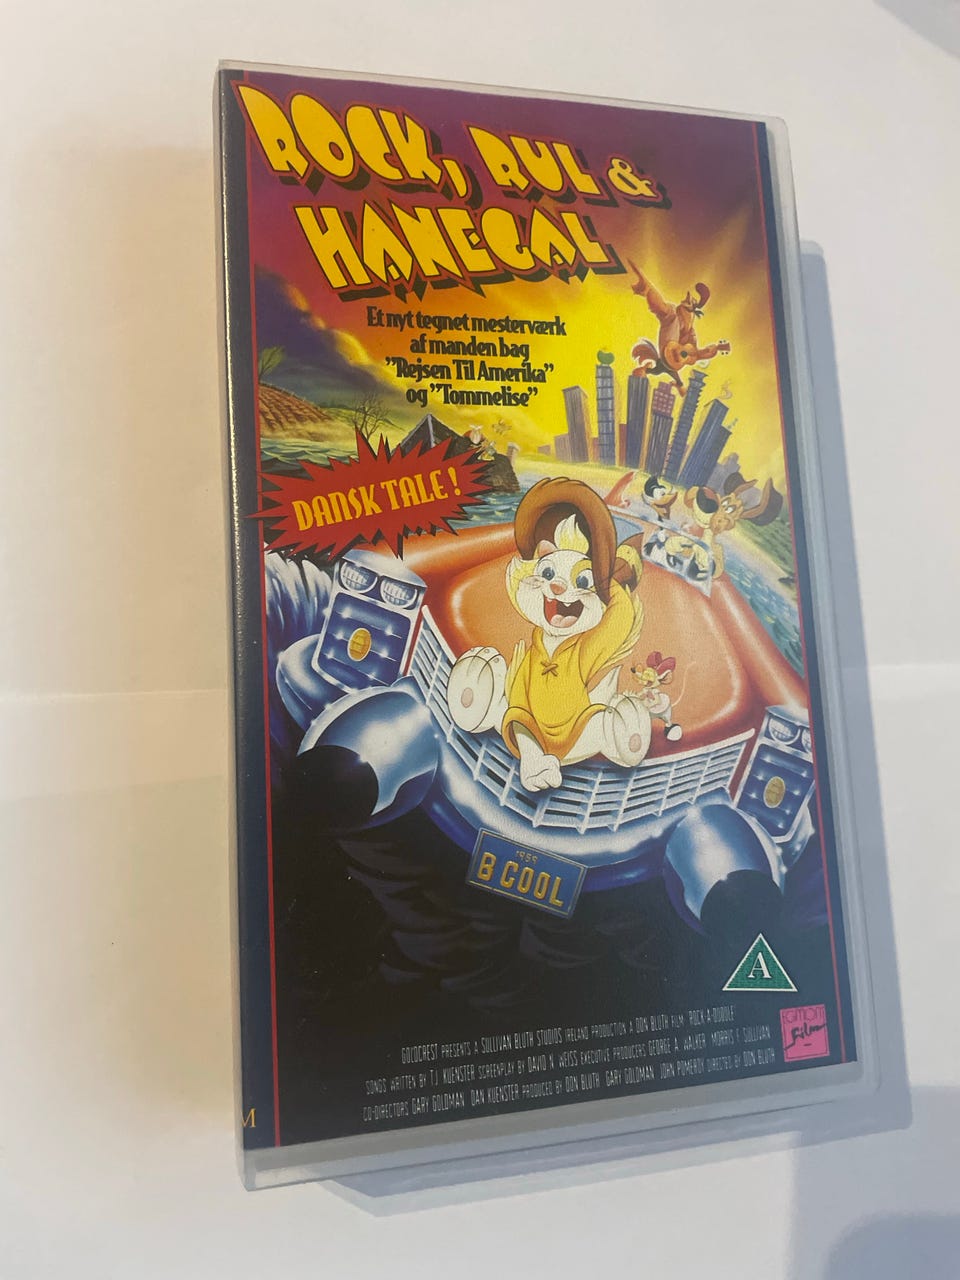 ROCK, RUL &
HANEGAL
Et nyt tegnet mesterværk
af manden bag
"Rejsen Til Amerika"
og "Tommelise"
DANSK TALE!
1959
B COOL
A
GOLDCREST PRESENTS A SULLIVAN BLUTH STUDIOS IRELAND PRODUCTION A DON BLUTH FILM "ROCK-A-DOODLE"
SONGS WRITTEN BY T.J. KUENSTER SCREENPLAY BY DAVID N. WEISS EXECUTIVE PRODUCERS GEORGE A. WALKER MORRIS F. SULLIVAN
CO-DIRECTORS GARY GOLDMAN DAN KUENSTER PRODUCED BY DON BLUTH GARY GOLDMAN JOHN POMEROY DIRECTED BY DON BLUTH
EGMONT
Film
M